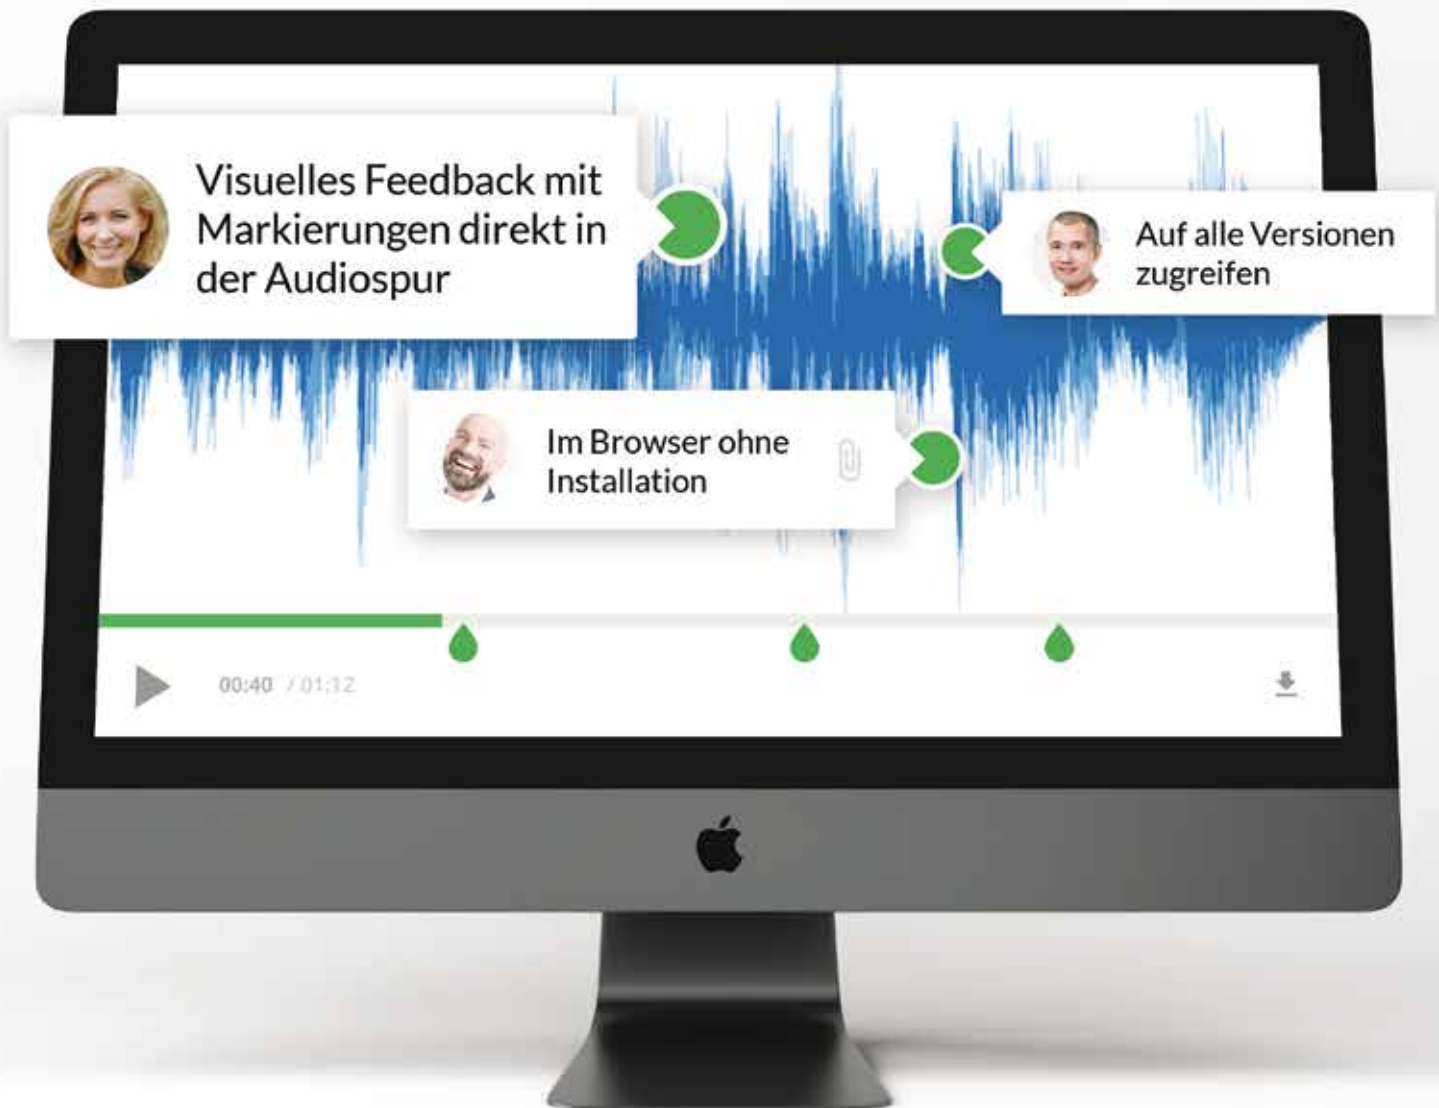 Visuelles Feedback mit
Markierungen direkt in
der Audiospur
Auf alle Versionen
zugreifen
Im Browser ohne
Installation
00:40 / 01:12